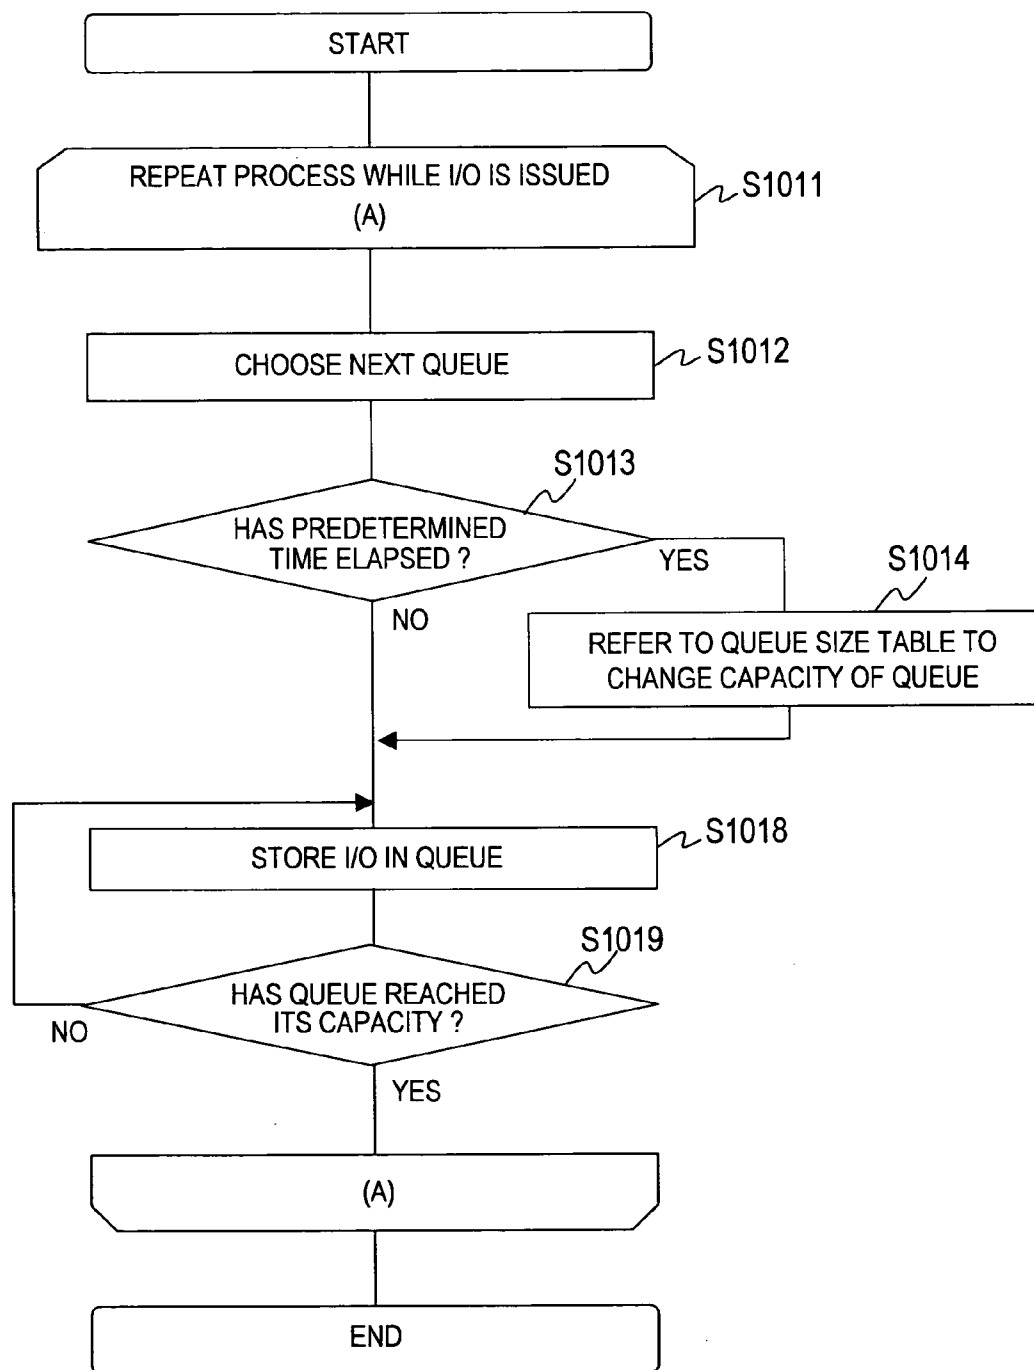 START
REPEAT PROCESS WHILE I/O IS ISSUED
(A)
S1011
CHOOSE NEXT QUEUE
S1012
S1013
HAS PREDETERMINED
TIME ELAPSED ?
YES
NO
S1014
REFER TO QUEUE SIZE TABLE TO
CHANGE CAPACITY OF QUEUE
STORE I/O IN QUEUE
S1018
S1019
HAS QUEUE REACHED
ITS CAPACITY ?
NO
YES
(A)
END